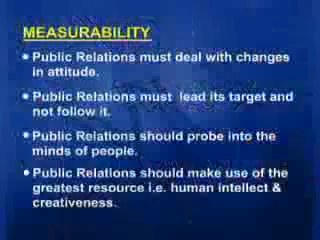 MEASURABILITY
• Public Relations must deal with changes
in attitude.
• Public Relations must lead its target and
not follow it.
• Public Relations should probe into the
minds of people.
• Public Relations should make use of the
greatest resource i.e. human intellect &
creativeness.